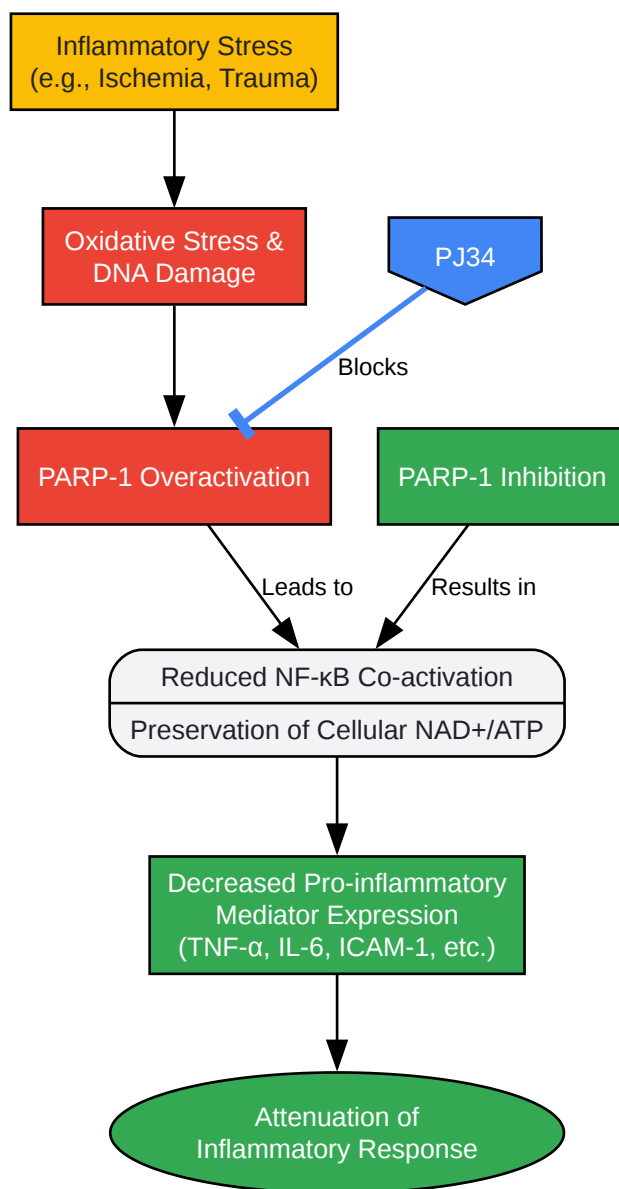 Inflammatory Stress
(e.g., Ischemia, Trauma)
Oxidative Stress &
DNA Damage
PJ34
Blocks
PARP-1 Overactivation
PARP-1 Inhibition
Leads to
Results in
Reduced NF-κB Co-activation
Preservation of Cellular NAD+/ATP
Decreased Pro-inflammatory
Mediator Expression
(TNF-α, IL-6, ICAM-1, etc.)
Attenuation of
Inflammatory Response